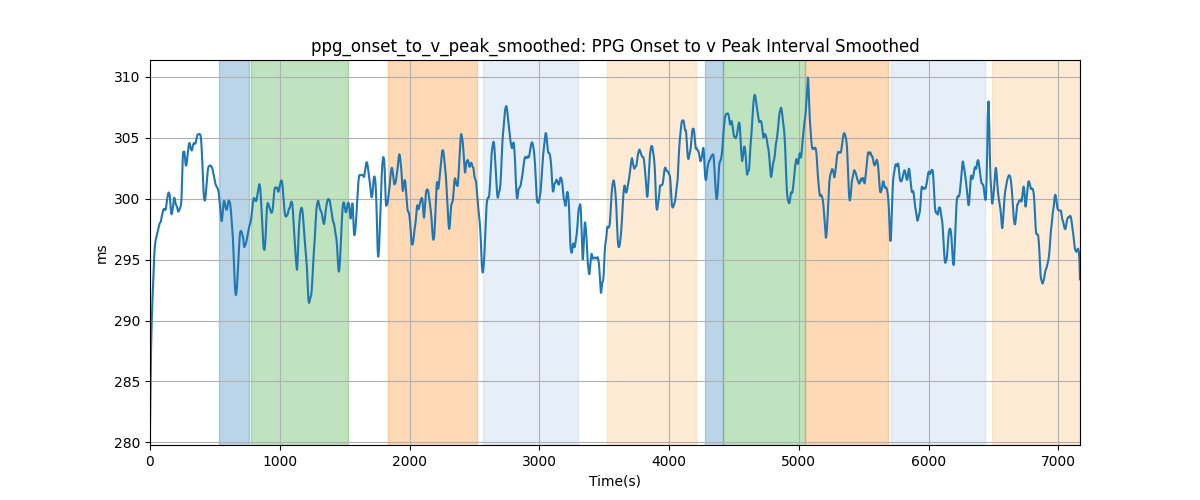 ppg_onset_to_v_peak_smoothed: PPG Onset to v Peak Interval Smoothed
310
305
300
295
290
285
280
ms
0 1000 2000 3000 4000 5000 6000 7000
Time(s)